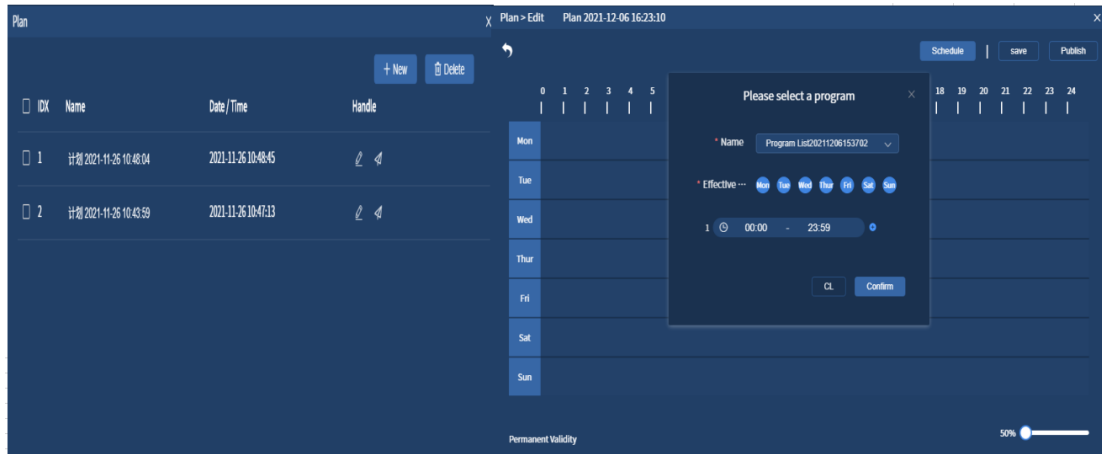 Plan X
+ New Delete
IDX Name Date / Time Handle
1 计划 2021-11-26 10:48:04 2021-11-26 10:48:45
2 计划 2021-11-26 10:43:59 2021-11-26 10:47:13
Plan > Edit Plan 2021-12-06 16:23:10 X
Schedule | save Publish
0 1 2 3 4 5 18 19 20 21 22 23 24
Mon
Tue
Wed
Thur
Fri
Sat
Sun
Please select a program ×
* Name Program List20211206153702
* Effective ··· Mon Tue Wed Thur Fri Sat Sun
1 00:00 - 23:59
CL Confirm
Permanent Validity 50%